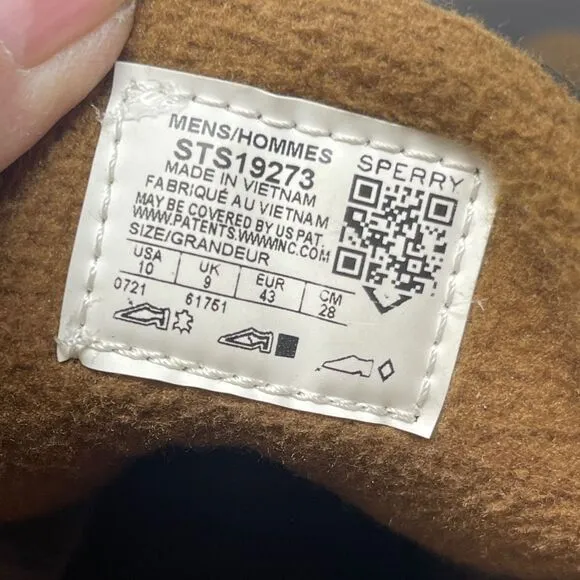 MENS/HOMMES
SPERRY
STS19273
MADE IN VIETNAM
FABRIQUÉ AU VIETNAM
MAY BE COVERED BY US PAT.
WWW.PATENTS.WWWINC.COM
SIZE/GRANDEUR
USA UK EUR CM
10 9 43 28
0721 61751